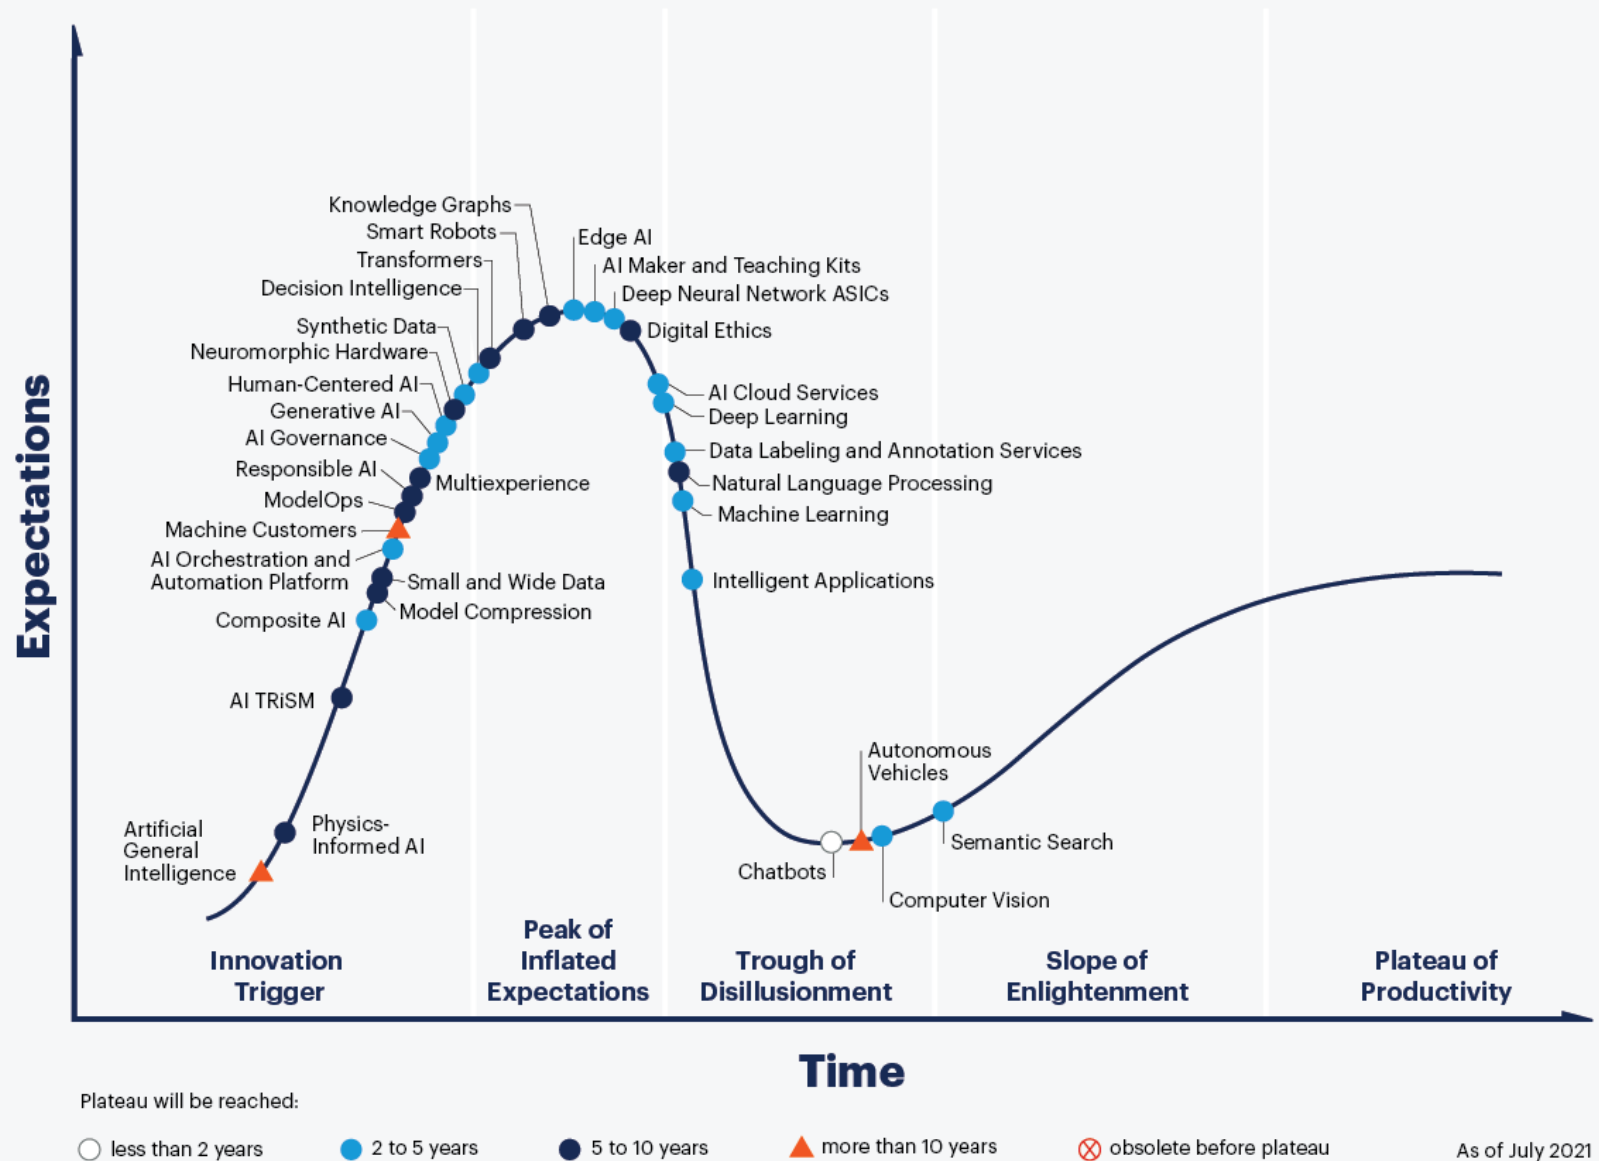 Knowledge Graphs
Smart Robots
Transformers
Decision Intelligence
Synthetic Data
Neuromorphic Hardware
Human-Centered AI
Generative AI
AI Governance
Responsible AI
Multiexperience
ModelOps
Machine Customers
AI Orchestration and
Automation Platform
Small and Wide Data
Model Compression
Composite AI
AI TRiSM
Physics-
Informed AI
Artificial
General
Intelligence
Edge AI
AI Maker and Teaching Kits
Deep Neural Network ASICs
Digital Ethics
AI Cloud Services
Deep Learning
Data Labeling and Annotation Services
Natural Language Processing
Machine Learning
Intelligent Applications
Autonomous
Vehicles
Chatbots
Computer Vision
Semantic Search
Expectations
Innovation
Trigger
Peak of
Inflated
Expectations
Trough of
Disillusionment
Slope of
Enlightenment
Plateau of
Productivity
Time
Plateau will be reached:
less than 2 years
2 to 5 years
5 to 10 years
more than 10 years
obsolete before plateau
As of July 2021